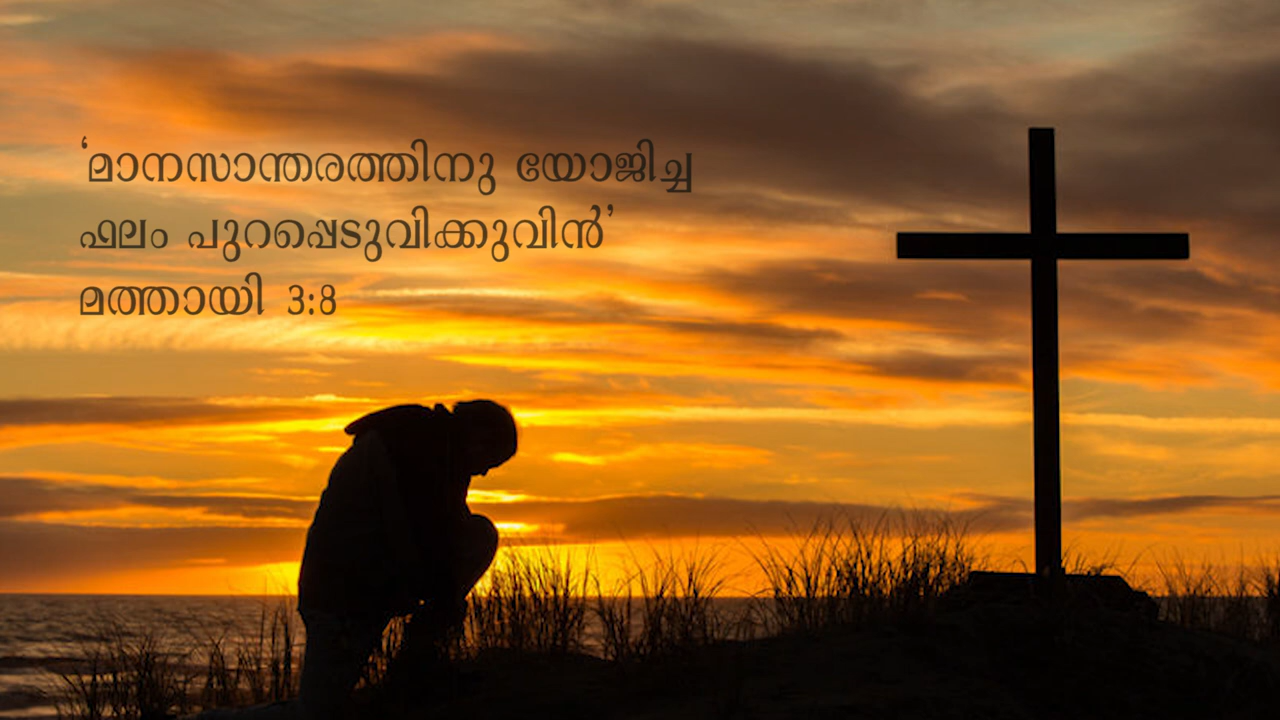 ‘മാനസാന്തരത്തിനു യോജിച്ച
ഫലം പുറപ്പെടുവിക്കുവിൻ’
മത്തായി 3:8